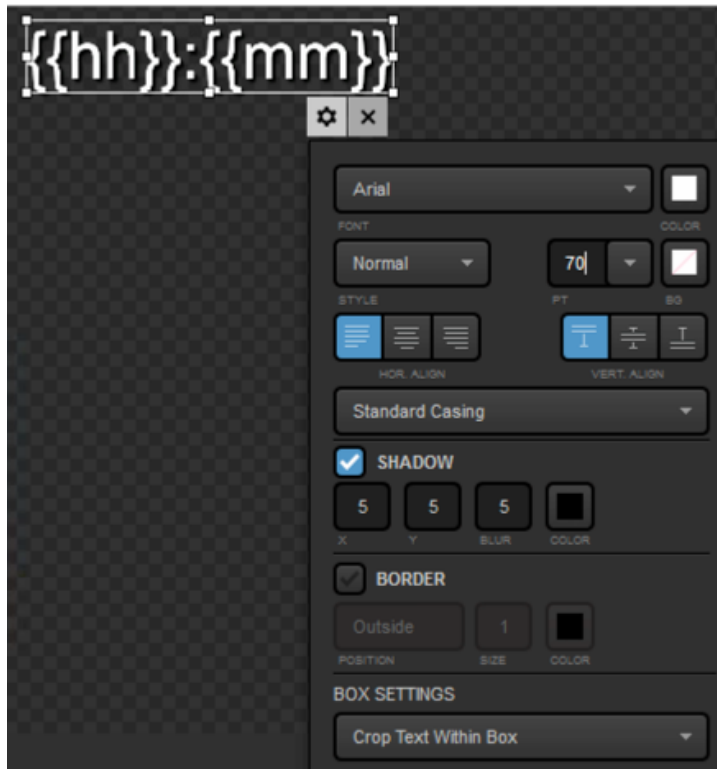 {{hh}}:{{mm}}
Arial
FONT COLOR
Normal 70
STYLE PT BG
HOR. ALIGN VERT. ALIGN
Standard Casing
SHADOW
5 5 5
X Y BLUR COLOR
BORDER
Outside 1
POSITION SIZE COLOR
BOX SETTINGS
Crop Text Within Box